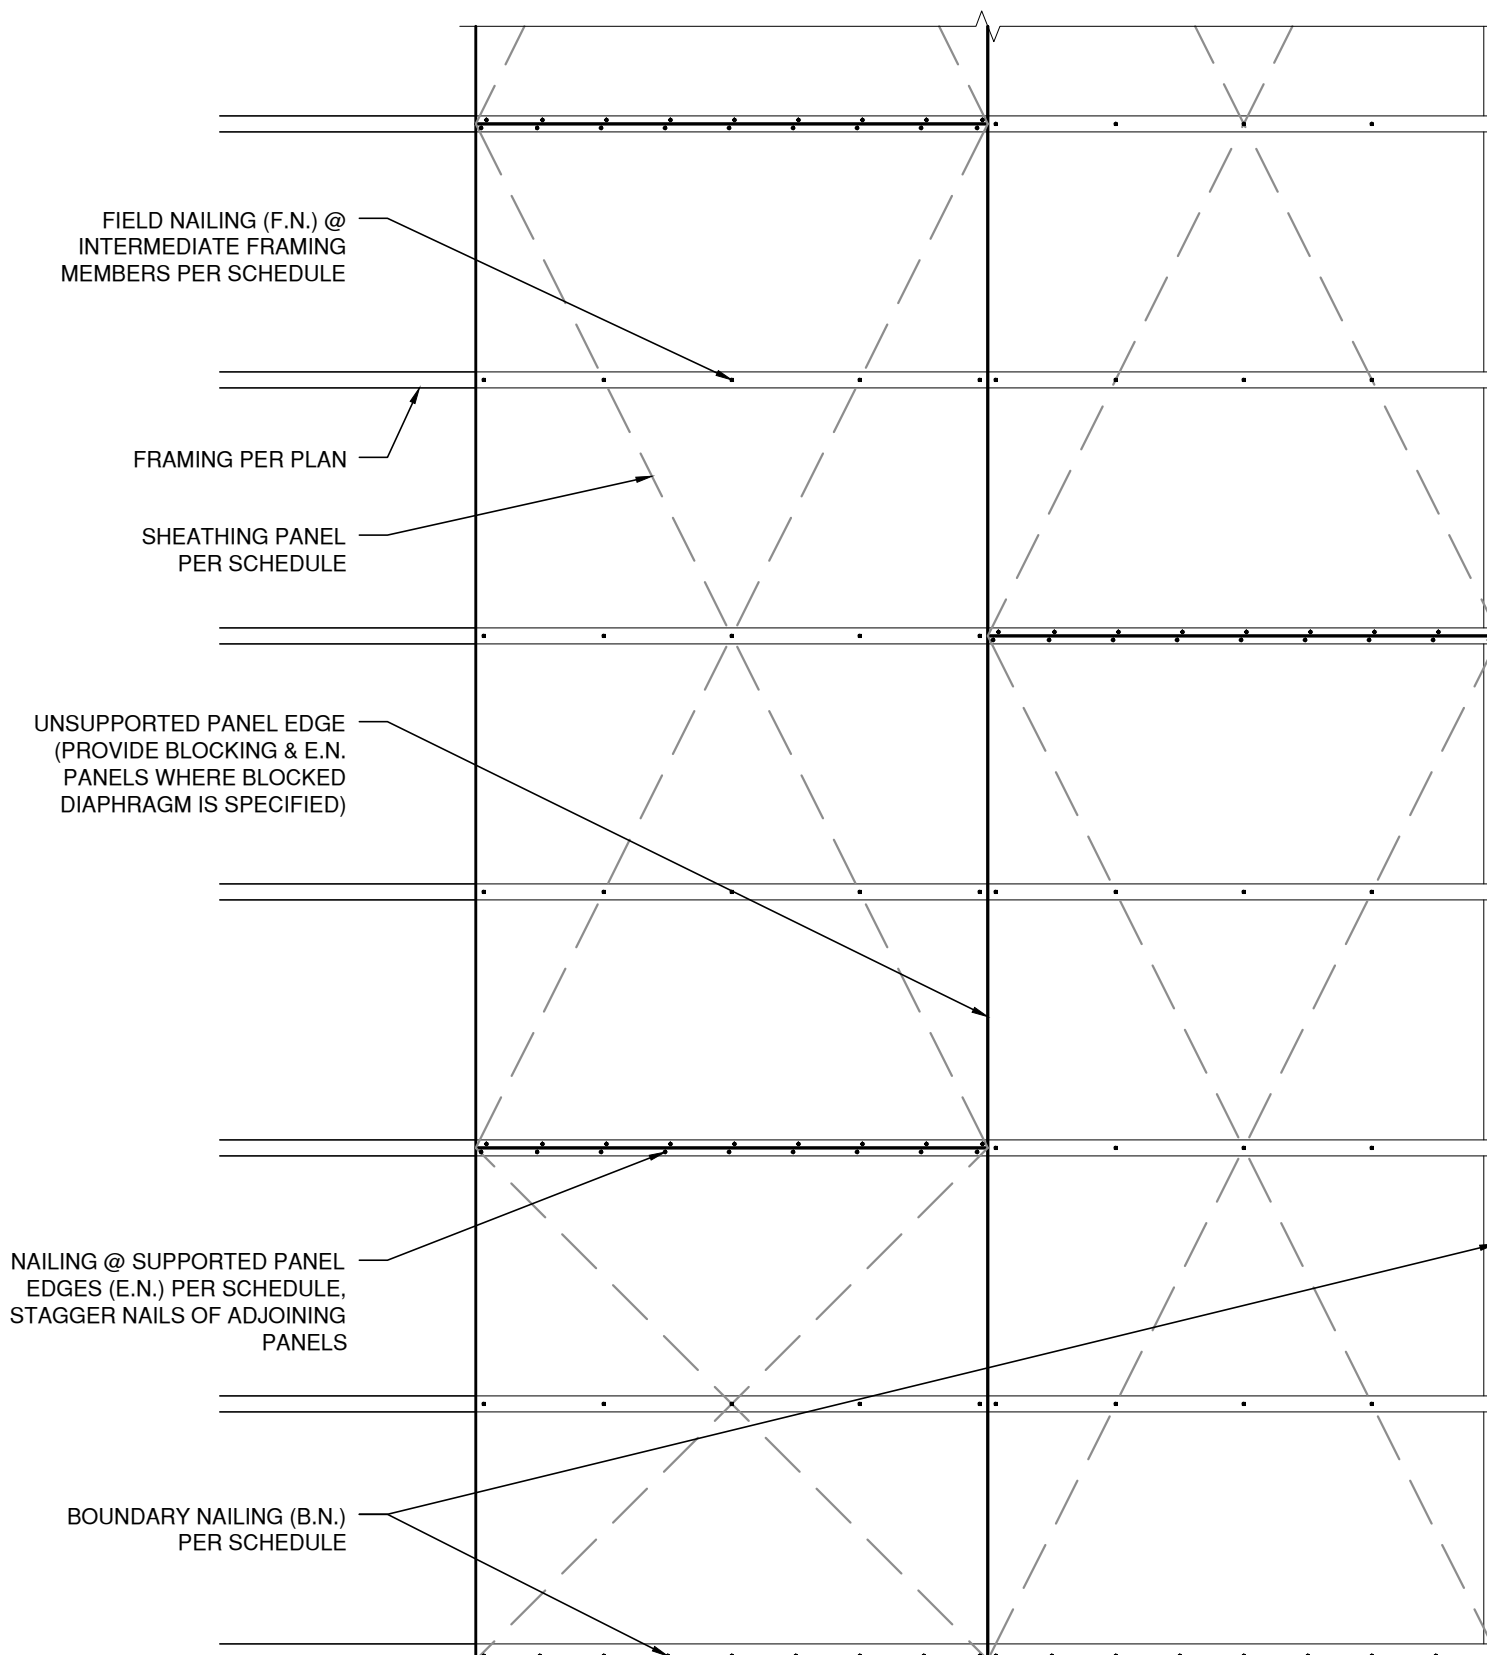 FIELD NAILING (F.N.) @
INTERMEDIATE FRAMING
MEMBERS PER SCHEDULE
FRAMING PER PLAN
SHEATHING PANEL
PER SCHEDULE
UNSUPPORTED PANEL EDGE
(PROVIDE BLOCKING & E.N.
PANELS WHERE BLOCKED
DIAPHRAGM IS SPECIFIED)
NAILING @ SUPPORTED PANEL
EDGES (E.N.) PER SCHEDULE,
STAGGER NAILS OF ADJOINING
PANELS
BOUNDARY NAILING (B.N.)
PER SCHEDULE